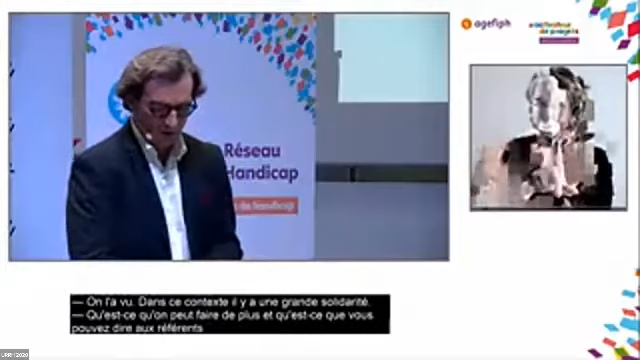 agefiph
Réseau
Handicap
— On l'a vu. Dans ce contexte il y a une grande solidarité.
— Qu'est-ce qu'on peut faire de plus et qu'est-ce que vous
pouvez dire aux référents